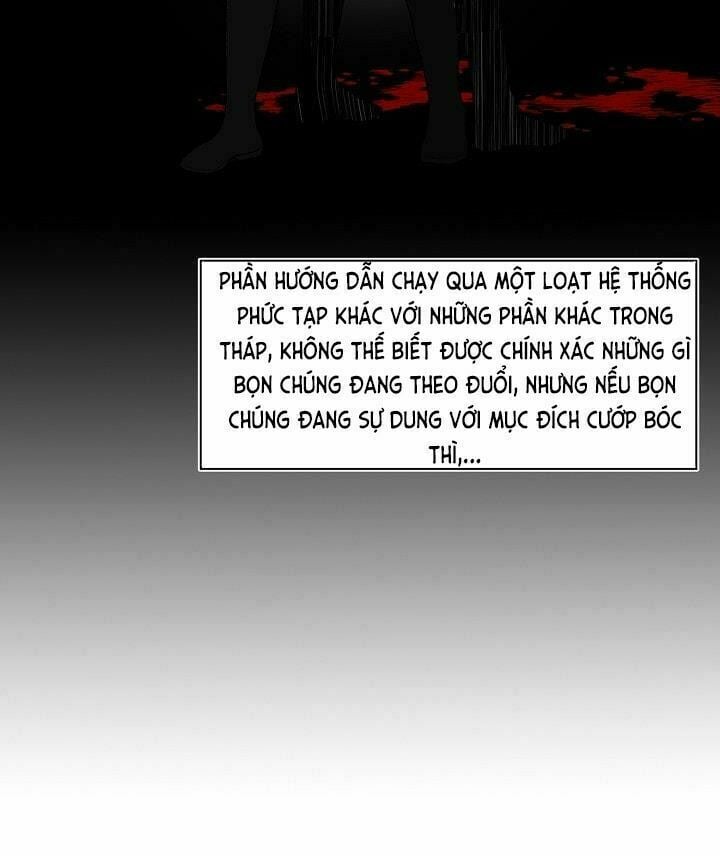 PHẦN HƯỚNG DẪN CHẠY QUA MỘT LOẠT HỆ THỐNG
PHỨC TẠP KHÁC VỚI NHỮNG PHẦN KHÁC TRONG
THÁP, KHÔNG THỂ BIẾT ĐƯỢC CHÍNH XÁC NHỮNG GÌ
BỌN CHÚNG ĐANG THEO ĐUỔI, NHƯNG NẾU BỌN
CHÚNG ĐANG SỰ DUNG VỚI MỤC ĐÍCH CƯỚP BÓC
THÌ,...